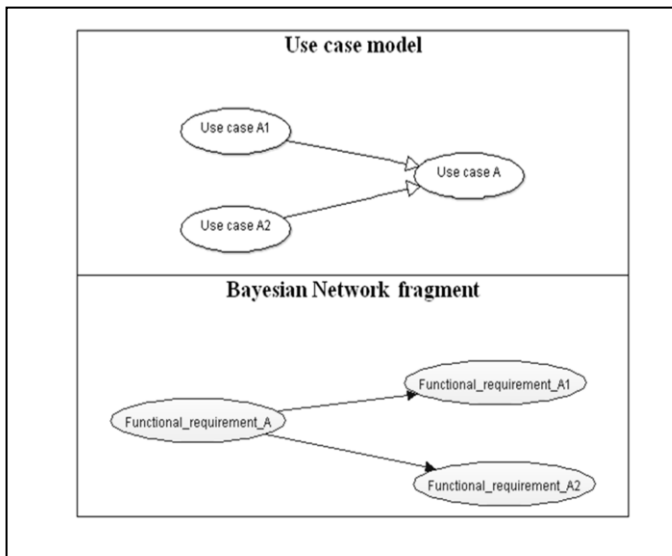 Use case model
Use case A1
Use case A
Use case A2
Bayesian Network fragment
Functional_requirement_A1
Functional_requirement_A
Functional_requirement_A2